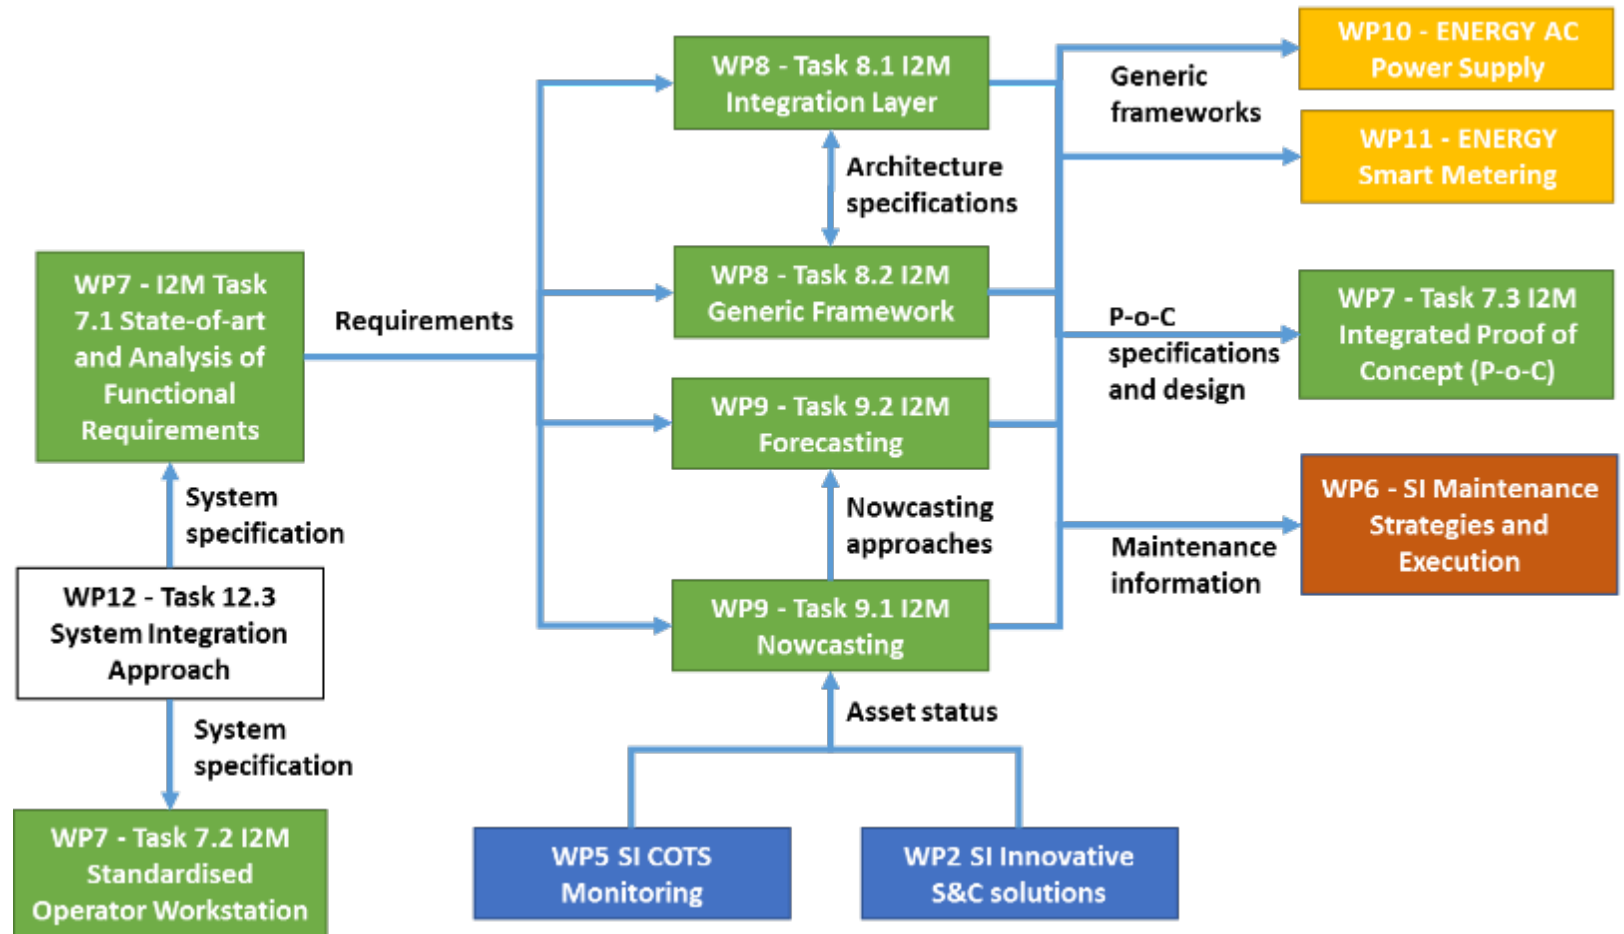 WP10 - ENERGY AC
Power Supply
WP8 - Task 8.1 I2M
Integration Layer
Generic
frameworks
WP11 - ENERGY
Smart Metering
Architecture
specifications
WP7 - I2M Task
7.1 State-of-art
and Analysis of
Functional
Requirements
Requirements
WP8 - Task 8.2 I2M
Generic Framework
P-o-C
specifications
and design
WP7 - Task 7.3 I2M
Integrated Proof of
Concept (P-o-C)
WP9 - Task 9.2 I2M
Forecasting
System
specification
Nowcasting
approaches
WP6 - SI Maintenance
Strategies and
Execution
Maintenance
information
WP12 - Task 12.3
System Integration
Approach
WP9 - Task 9.1 I2M
Nowcasting
System
specification
Asset status
WP7 - Task 7.2 I2M
Standardised
Operator Workstation
WP5 SI COTS
Monitoring
WP2 SI Innovative
S&C solutions